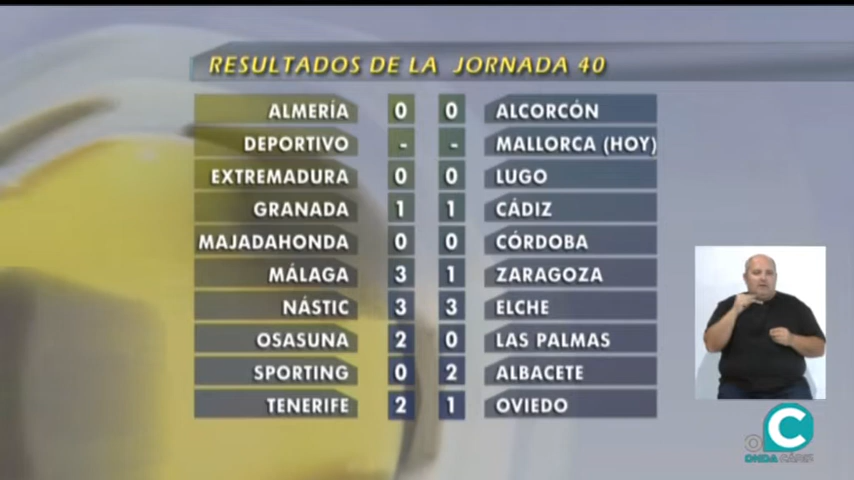 RESULTADOS DE LA JORNADA 40
ALMERÍA 0 0 ALCORCÓN
DEPORTIVO - - MALLORCA (HOY)
EXTREMADURA 0 0 LUGO
GRANADA 1 1 CÁDIZ
MAJADAHONDA 0 0 CÓRDOBA
MÁLAGA 3 1 ZARAGOZA
NÁSTIC 3 3 ELCHE
OSASUNA 2 0 LAS PALMAS
SPORTING 0 2 ALBACETE
TENERIFE 2 1 OVIEDO
C
ONDA CÁDIZ